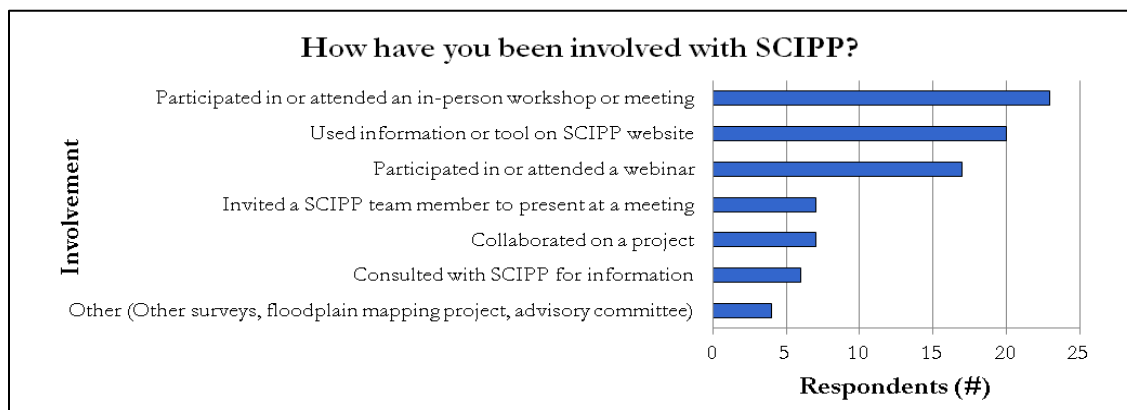 How have you been involved with SCIPP?
Involvement
Participated in or attended an in-person workshop or meeting
Used information or tool on SCIPP website
Participated in or attended a webinar
Invited a SCIPP team member to present at a meeting
Collaborated on a project
Consulted with SCIPP for information
Other (Other surveys, floodplain mapping project, advisory committee)
0 5 10 15 20 25
Respondents (#)